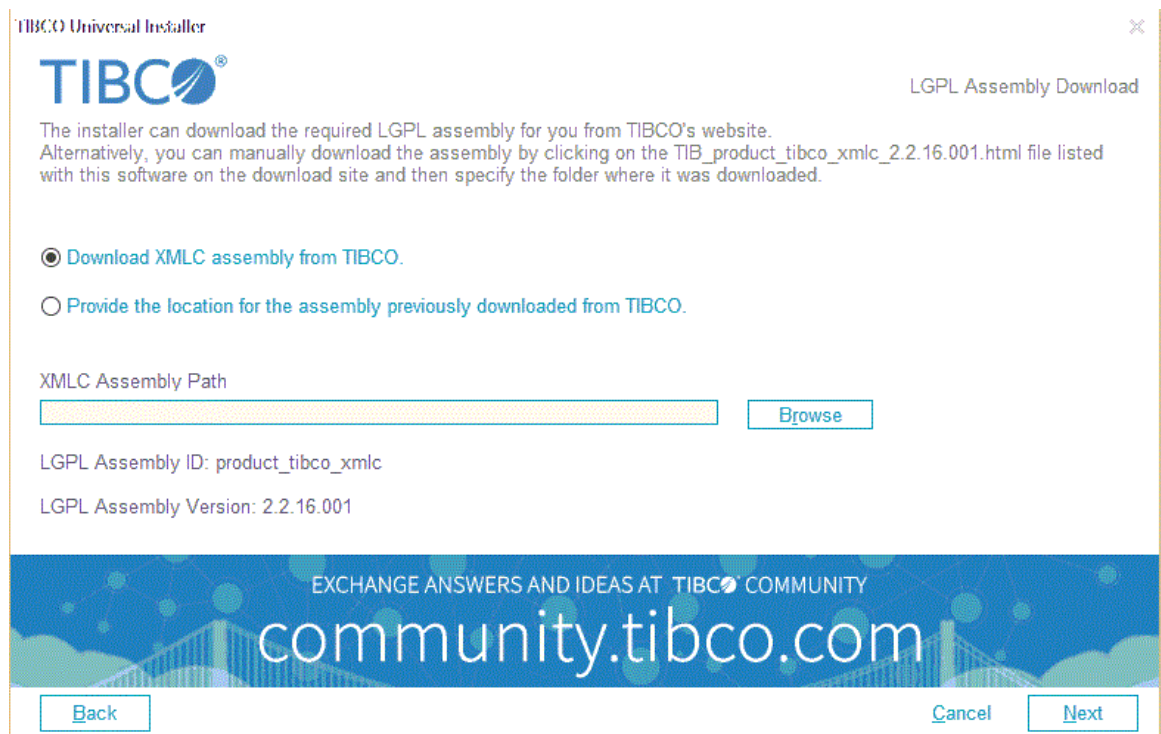 TIBCO Universal Installer
TIBCO®
LGPL Assembly Download
The installer can download the required LGPL assembly for you from TIBCO's website.
Alternatively, you can manually download the assembly by clicking on the TIB_product_tibco_xmlc_2.2.16.001.html file listed
with this software on the download site and then specify the folder where it was downloaded.
Download XMLC assembly from TIBCO.
Provide the location for the assembly previously downloaded from TIBCO.
XMLC Assembly Path
Browse
LGPL Assembly ID: product_tibco_xmlc
LGPL Assembly Version: 2.2.16.001
EXCHANGE ANSWERS AND IDEAS AT TIBCO COMMUNITY
community.tibco.com
Back
Cancel
Next